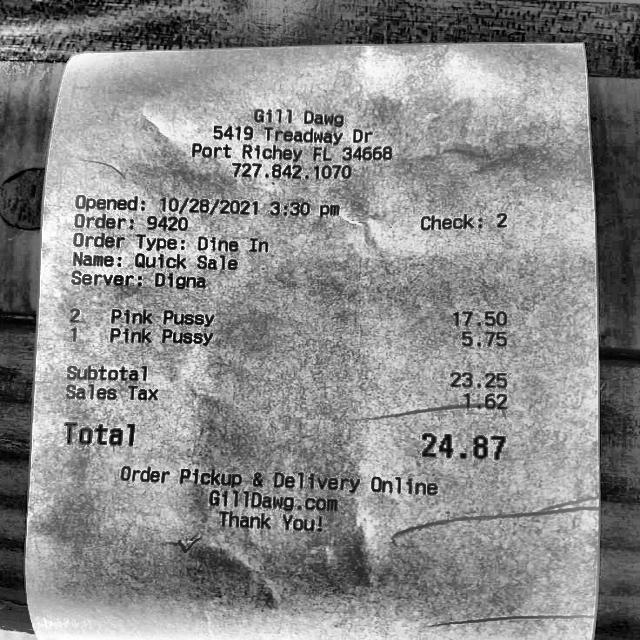 Gill Dawg
5419 Treadway Dr
Port Richey FL 34668
727.842.1070
Opened: 10/28/2021 3:30 pm
Order: 9420 Check: 2
Order Type: Dine In
Name: Quick Sale
Server: Digna
2 Pink Pussy 17.50
1 Pink Pussy 5.75
Subtotal 23.25
Sales Tax 1.62
Total 24.87
Order Pickup & Delivery Online
GillDawg.com
Thank You!